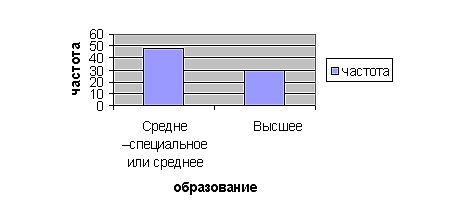 60
50
40
30
20
10
0
частота
Средне
–специальное
или среднее
Высшее
образование
частота